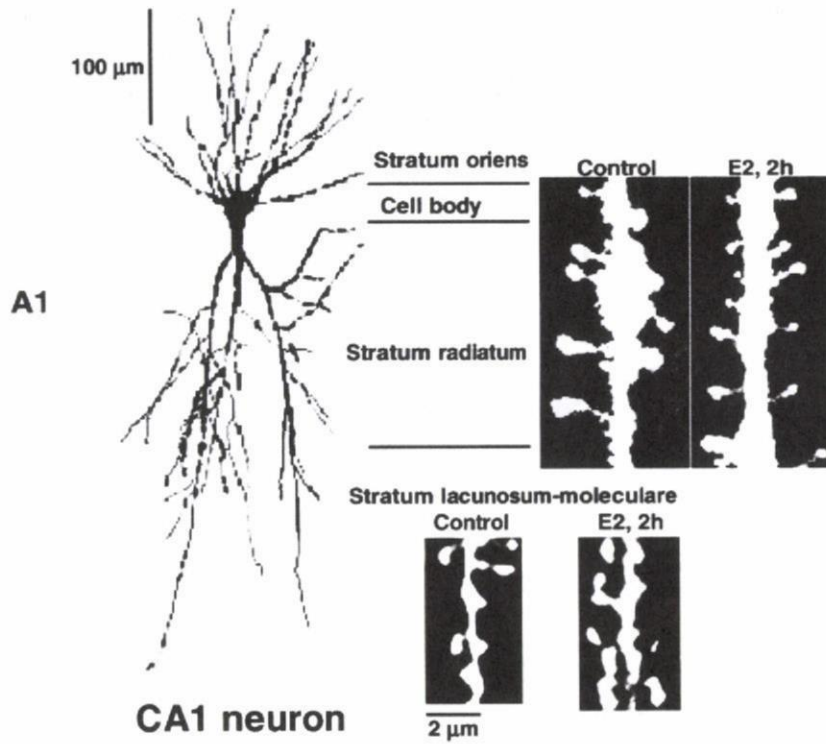 100 μm
Stratum oriens
Control E2, 2h
Cell body
A1
Stratum radiatum
Stratum lacunosum-moleculare
Control E2, 2h
CA1 neuron
2 μm